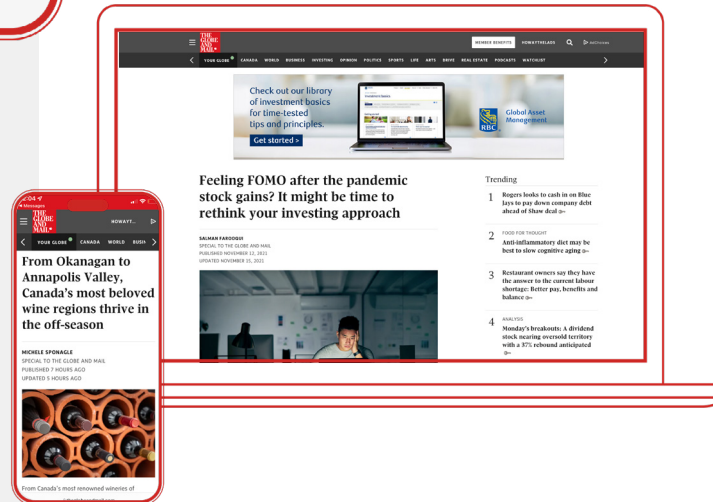 THE
GLOBE
AND
MAIL
MEMBER BENEFITS
HOWAYTHELADS
AdChoices
YOUR GLOBE
CANADA
WORLD
BUSINESS
INVESTING
OPINION
POLITICS
SPORTS
LIFE
ARTS
DRIVE
REAL ESTATE
PODCASTS
WATCHLIST
Check out our library
of investment basics
for time-tested
tips and principles.
Get started >
RBC
Global Asset
Management
Feeling FOMO after the pandemic
stock gains? It might be time to
rethink your investing approach
SALMAN FAROOQUI
SPECIAL TO THE GLOBE AND MAIL
PUBLISHED NOVEMBER 12, 2021
UPDATED NOVEMBER 15, 2021
Trending
1
Rogers looks to cash in on Blue
Jays to pay down company debt
ahead of Shaw deal
2
FOOD FOR THOUGHT
Anti-inflammatory diet may be
best to slow cognitive aging
3
Restaurant owners say they have
the answer to the current labour
shortage: Better pay, benefits and
balance
4
ANALYSIS
Monday's breakouts: A dividend
stock nearing oversold territory
with a 37% rebound anticipated
2:04
Messages
THE
GLOBE
AND
MAIL
HOWAYT...
YOUR GLOBE
CANADA
WORLD
From Okanagan to
Annapolis Valley,
Canada's most beloved
wine regions thrive in
the off-season
MICHELE SPONAGLE
SPECIAL TO THE GLOBE AND MAIL
PUBLISHED 7 HOURS AGO
UPDATED 5 HOURS AGO
From Canada's most renowned wineries of